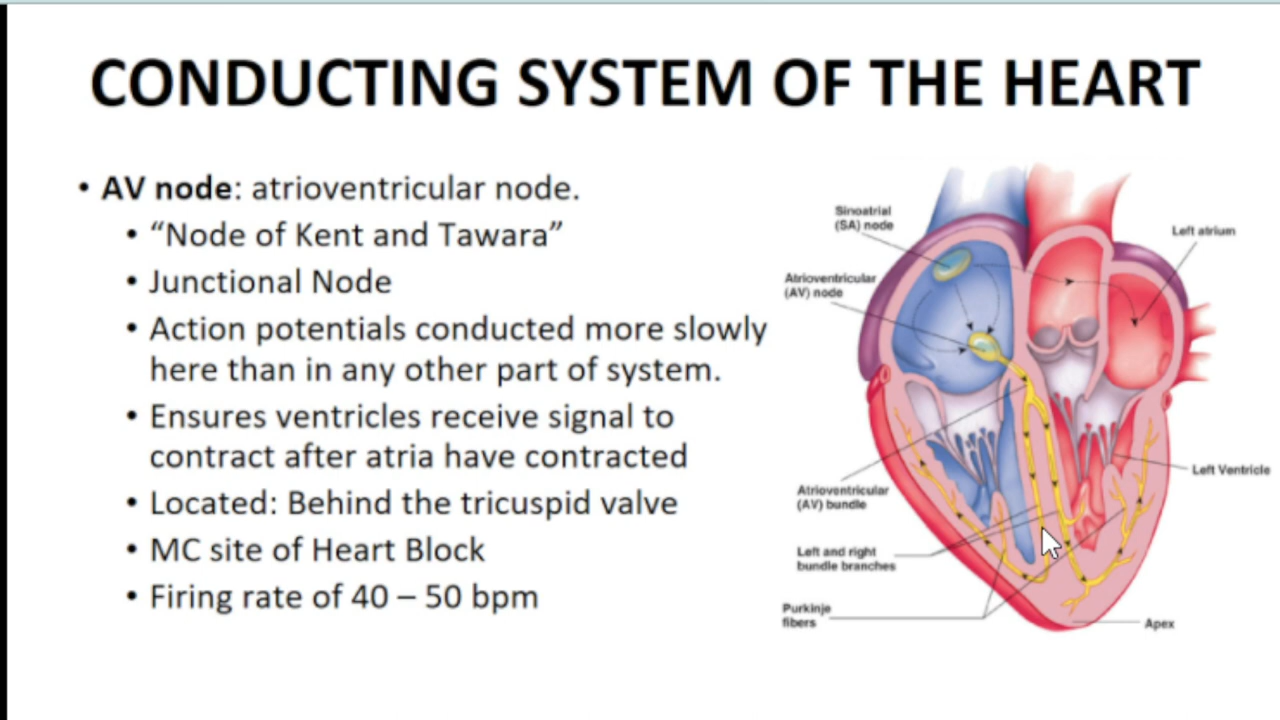 CONDUCTING SYSTEM OF THE HEART
• AV node: atrioventricular node.
• “Node of Kent and Tawara”
• Junctional Node
• Action potentials conducted more slowly
here than in any other part of system.
• Ensures ventricles receive signal to
contract after atria have contracted
• Located: Behind the tricuspid valve
• MC site of Heart Block
• Firing rate of 40 – 50 bpm
Sinoatrial
(SA) node
Left atrium
Atrioventricular
(AV) node
Left Ventricle
Atrioventricular
(AV) bundle
Left and right
bundle branches
Purkinje
fibers
Apex